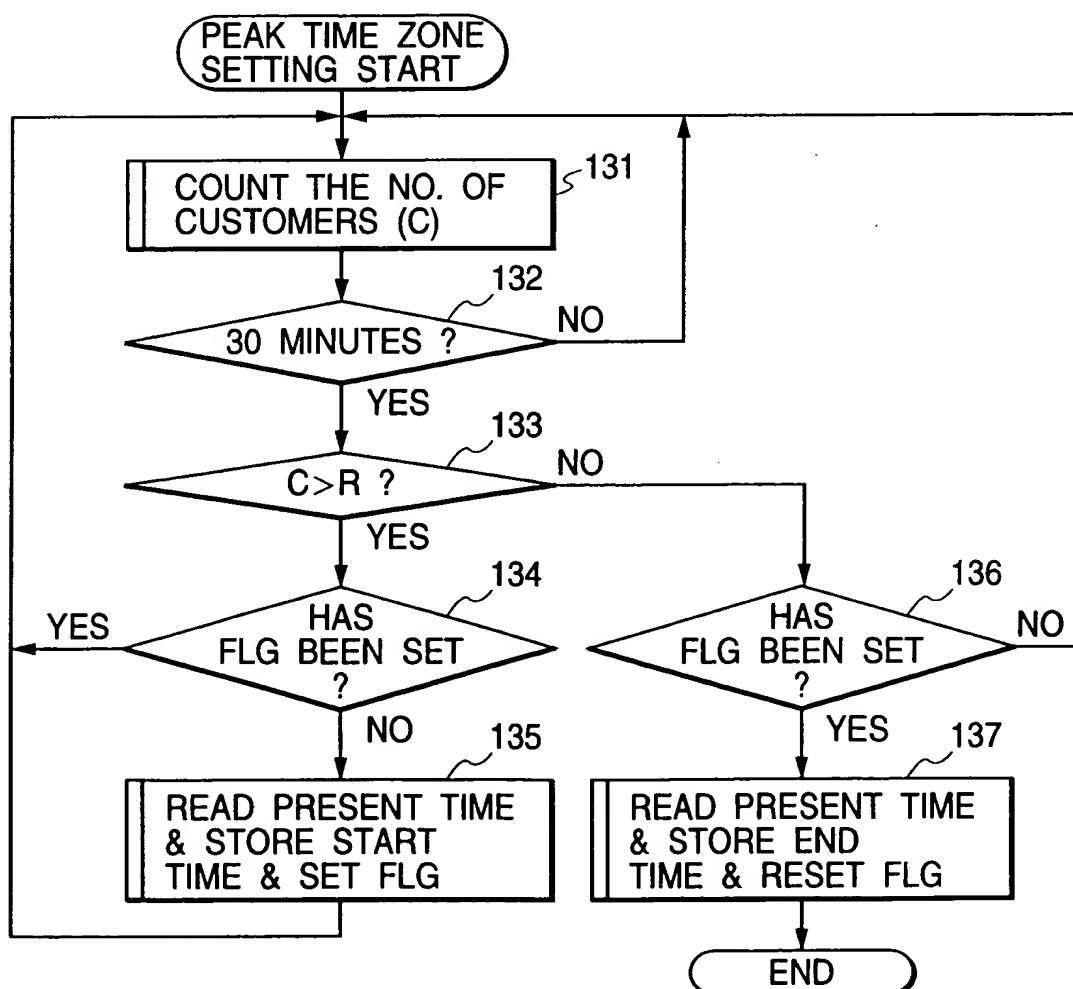 PEAK TIME ZONE
SETTING START
COUNT THE NO. OF
CUSTOMERS (C)
131
132
30 MINUTES ?
NO
YES
133
C>R ?
NO
YES
134
HAS
FLG BEEN SET
?
YES
NO
136
HAS
FLG BEEN SET
?
NO
YES
135
READ PRESENT TIME
& STORE START
TIME & SET FLG
137
READ PRESENT TIME
& STORE END
TIME & RESET FLG
END